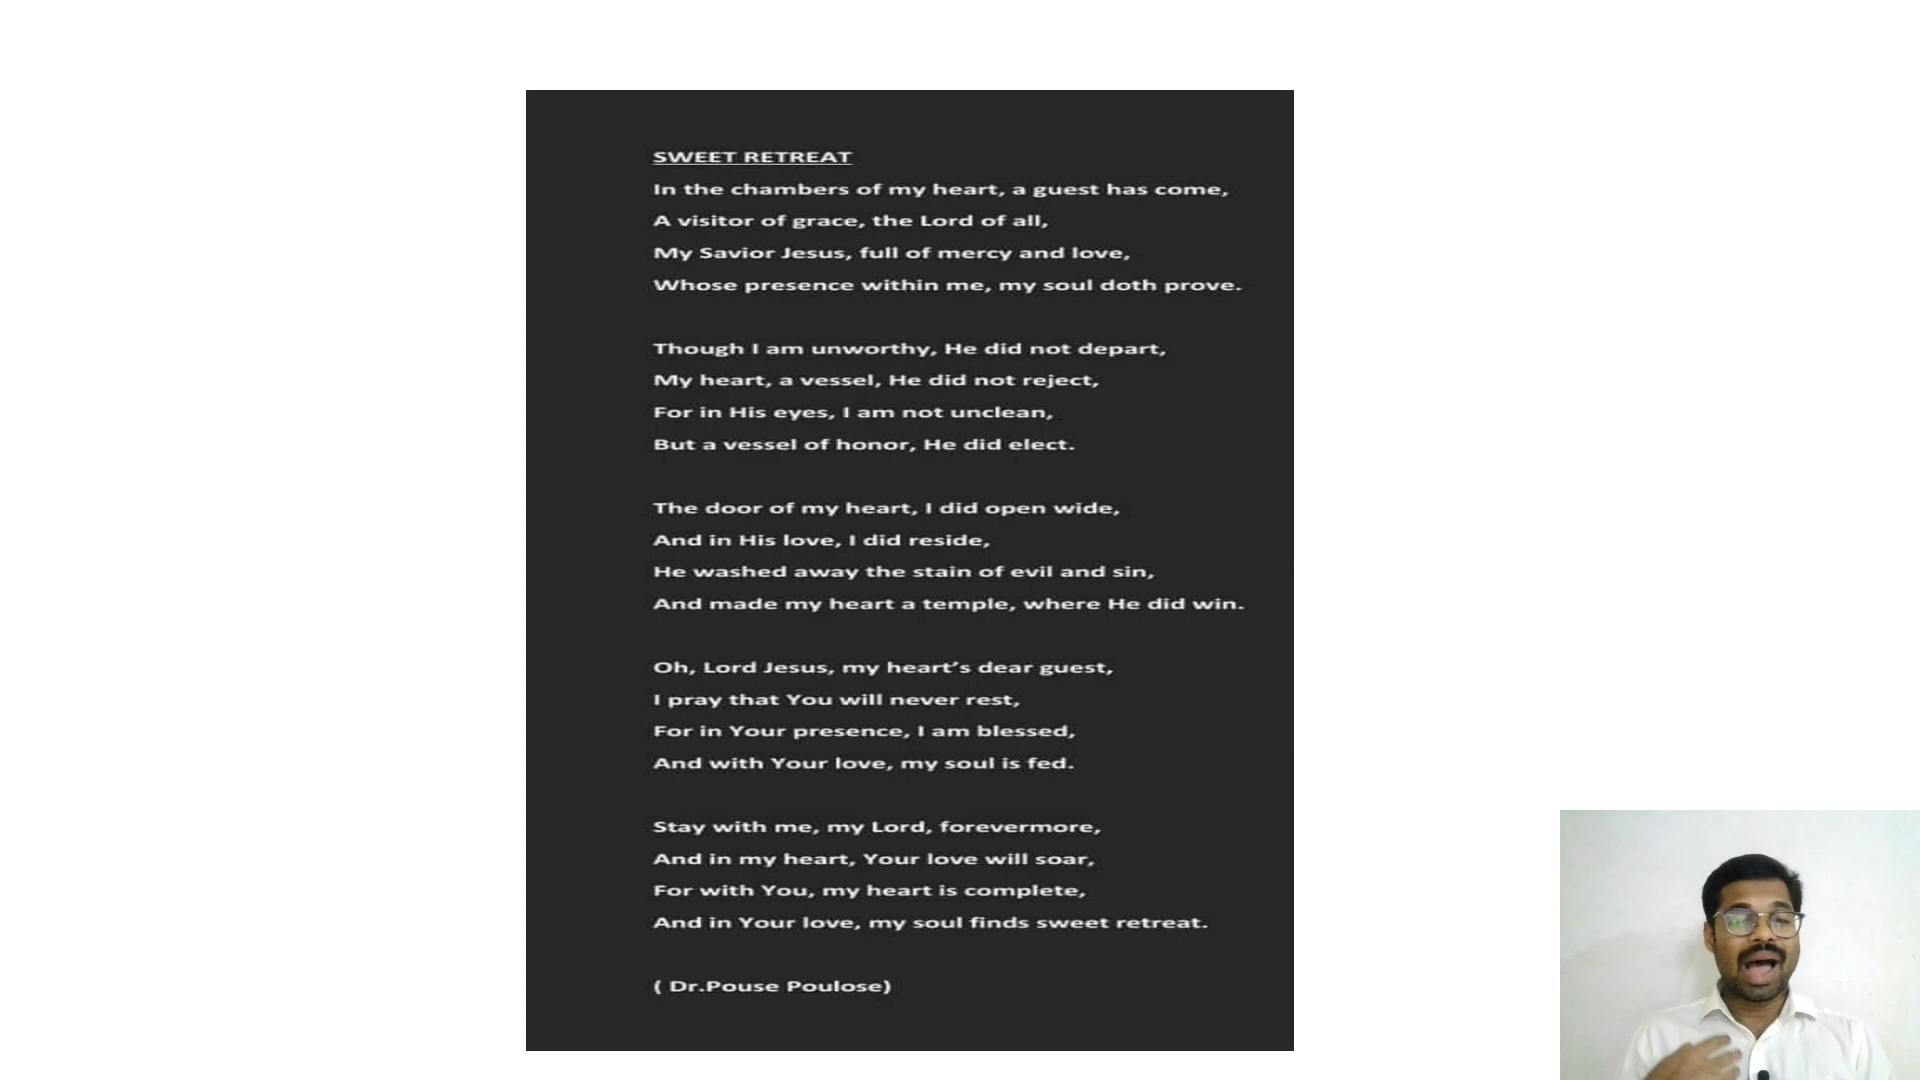 SWEET RETREAT
In the chambers of my heart, a guest has come,
A visitor of grace, the Lord of all,
My Savior Jesus, full of mercy and love,
Whose presence within me, my soul doth prove.
Though I am unworthy, He did not depart,
My heart, a vessel, He did not reject,
For in His eyes, I am not unclean,
But a vessel of honor, He did elect.
The door of my heart, I did open wide,
And in His love, I did reside,
He washed away the stain of evil and sin,
And made my heart a temple, where He did win.
Oh, Lord Jesus, my heart’s dear guest,
I pray that You will never rest,
For in Your presence, I am blessed,
And with Your love, my soul is fed.
Stay with me, my Lord, forevermore,
And in my heart, Your love will soar,
For with You, my heart is complete,
And in Your love, my soul finds sweet retreat.
( Dr.Pouse Poulose)